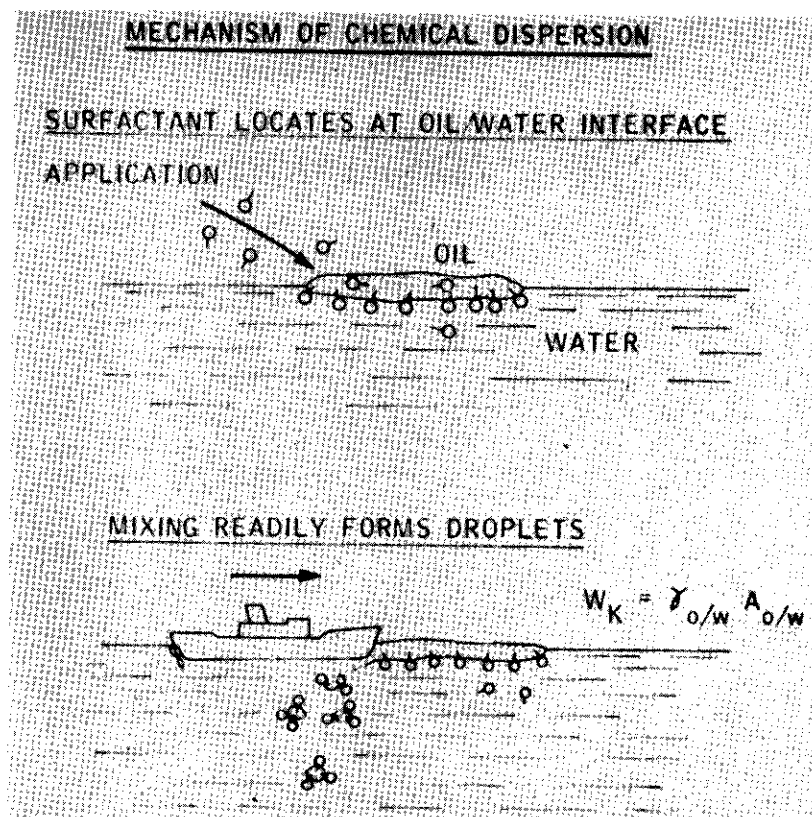 MECHANISM OF CHEMICAL DISPERSION
SURFACTANT LOCATES AT OIL/WATER INTERFACE
APPLICATION
OIL
WATER
MIXING READILY FORMS DROPLETS
W_K = γ_o/w A_o/w